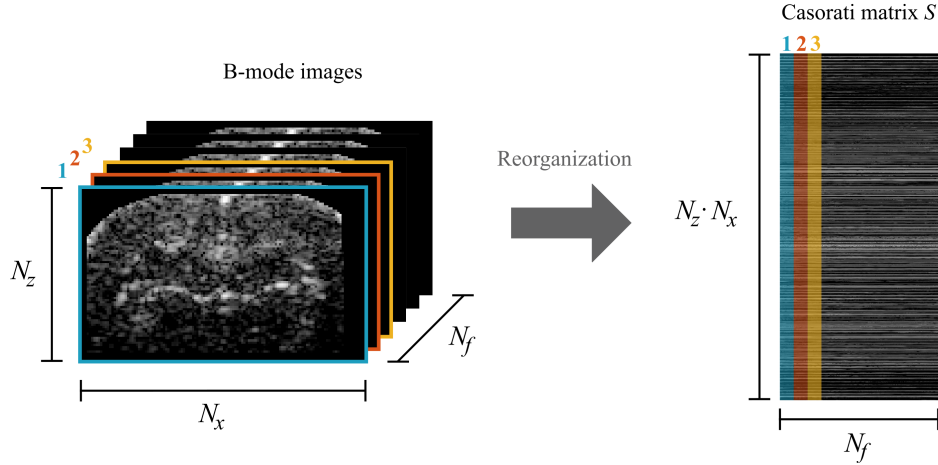 Casorati matrix S
1 2 3
B-mode images
1 2 3
Reorganization
N_z
N_z · N_x
N_f
N_x
N_f